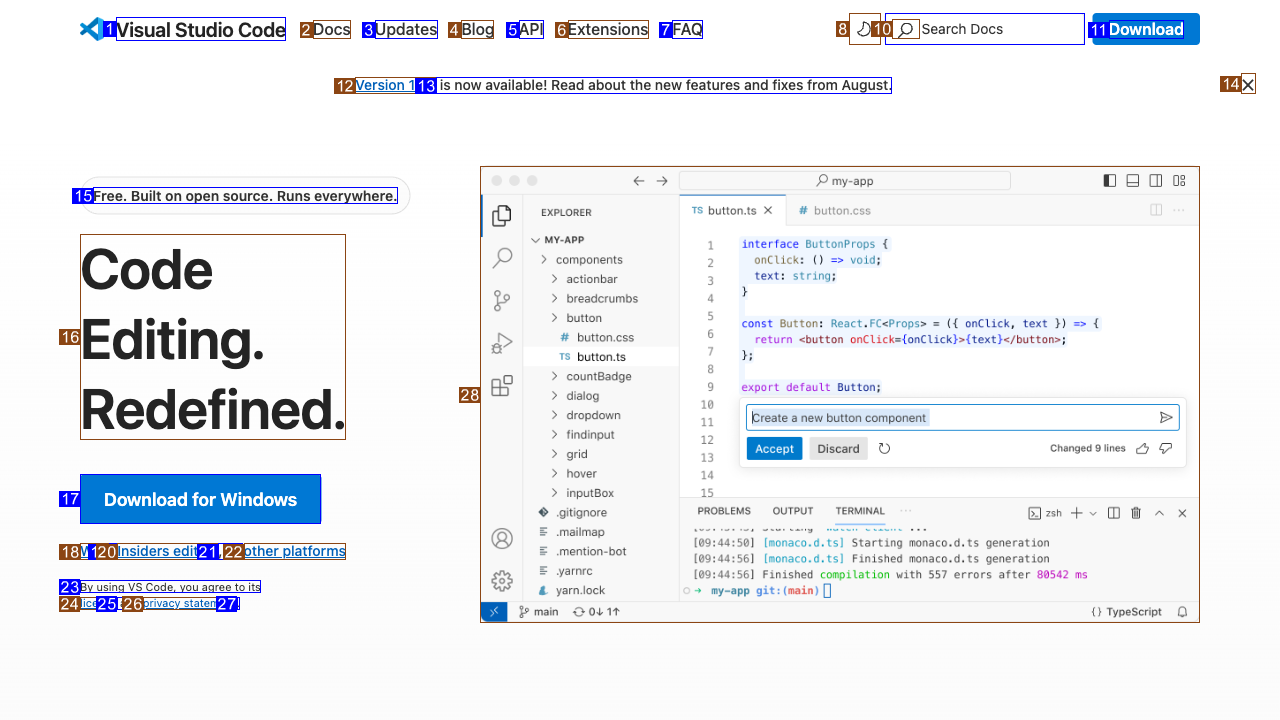 Visual Studio Code
Docs
Updates
Blog
API
Extensions
FAQ
Search Docs
Download
Version 1 is now available! Read about the new features and fixes from August.
Free. Built on open source. Runs everywhere.
Code
Editing.
Redefined.
Download for Windows
Insiders edit other platforms
By using VS Code, you agree to its
privacy statem
my-app
EXPLORER
MY-APP
components
actionbar
breadcrumbs
button
button.css
TS button.ts
countBadge
dialog
dropdown
findinput
grid
hover
inputBox
.gitignore
.mailmap
.mention-bot
.yarnrc
yarn.lock
TS button.ts
# button.css
1 interface ButtonProps {
2 onClick: () => void;
3 text: string;
4 }
5
6 const Button: React.FC<Props> = ({ onClick, text }) => {
7 return <button onClick={onClick}>{text}</button>;
8 };
9 export default Button;
10
11
12
13
14
15
Create a new button component
Accept
Discard
Changed 9 lines
PROBLEMS
OUTPUT
TERMINAL
zsh
[09:44:50] [monaco.d.ts] Starting monaco.d.ts generation
[09:44:56] [monaco.d.ts] Finished monaco.d.ts generation
[09:44:56] Finished compilation with 557 errors after 80542 ms
my-app git:(main)
main
0↓ 1↑
{} TypeScript
1
2
3
4
5
6
7
8
10
11
12
13
14
15
16
17
18
20
21
22
23
24
25
26
27
28